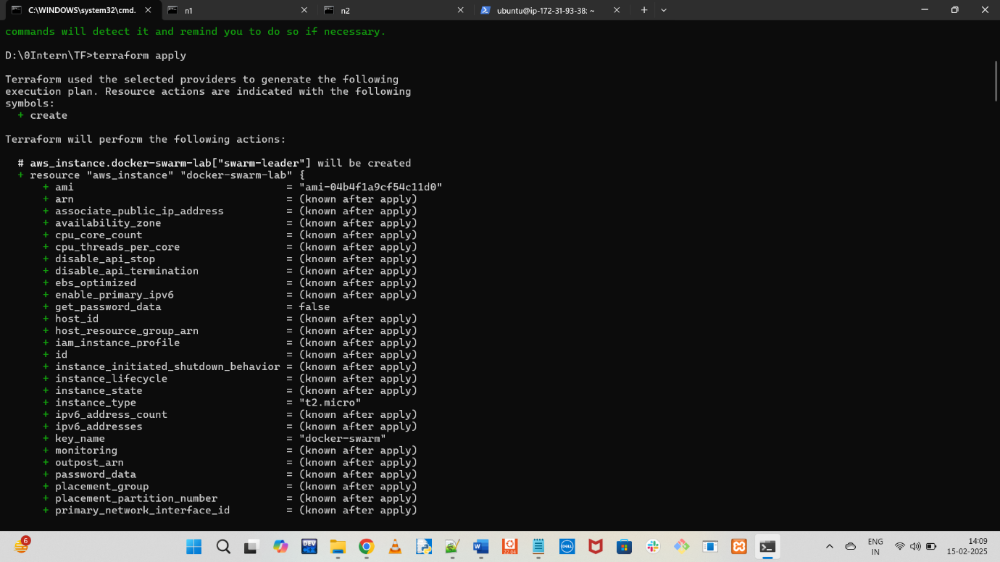 C:\WINDOWS\system32\cmd.
n1
n2
ubuntu@ip-172-31-93-38: ~
commands will detect it and remind you to do so if necessary.
D:\0Intern\TF>terraform apply
Terraform used the selected providers to generate the following
execution plan. Resource actions are indicated with the following
symbols:
+ create
Terraform will perform the following actions:
# aws_instance.docker-swarm-lab["swarm-leader"] will be created
+ resource "aws_instance" "docker-swarm-lab" {
+ ami = "ami-04b4f1a9cf54c11d0"
+ arn = (known after apply)
+ associate_public_ip_address = (known after apply)
+ availability_zone = (known after apply)
+ cpu_core_count = (known after apply)
+ cpu_threads_per_core = (known after apply)
+ disable_api_stop = (known after apply)
+ disable_api_termination = (known after apply)
+ ebs_optimized = (known after apply)
+ enable_primary_ipv6 = (known after apply)
+ get_password_data = false
+ host_id = (known after apply)
+ host_resource_group_arn = (known after apply)
+ iam_instance_profile = (known after apply)
+ id = (known after apply)
+ instance_initiated_shutdown_behavior = (known after apply)
+ instance_lifecycle = (known after apply)
+ instance_state = (known after apply)
+ instance_type = "t2.micro"
+ ipv6_address_count = (known after apply)
+ ipv6_addresses = (known after apply)
+ key_name = "docker-swarm"
+ monitoring = (known after apply)
+ outpost_arn = (known after apply)
+ password_data = (known after apply)
+ placement_group = (known after apply)
+ placement_partition_number = (known after apply)
+ primary_network_interface_id = (known after apply)
6
DEV
22.04
DELL
ENG
IN
14:09
15-02-2025